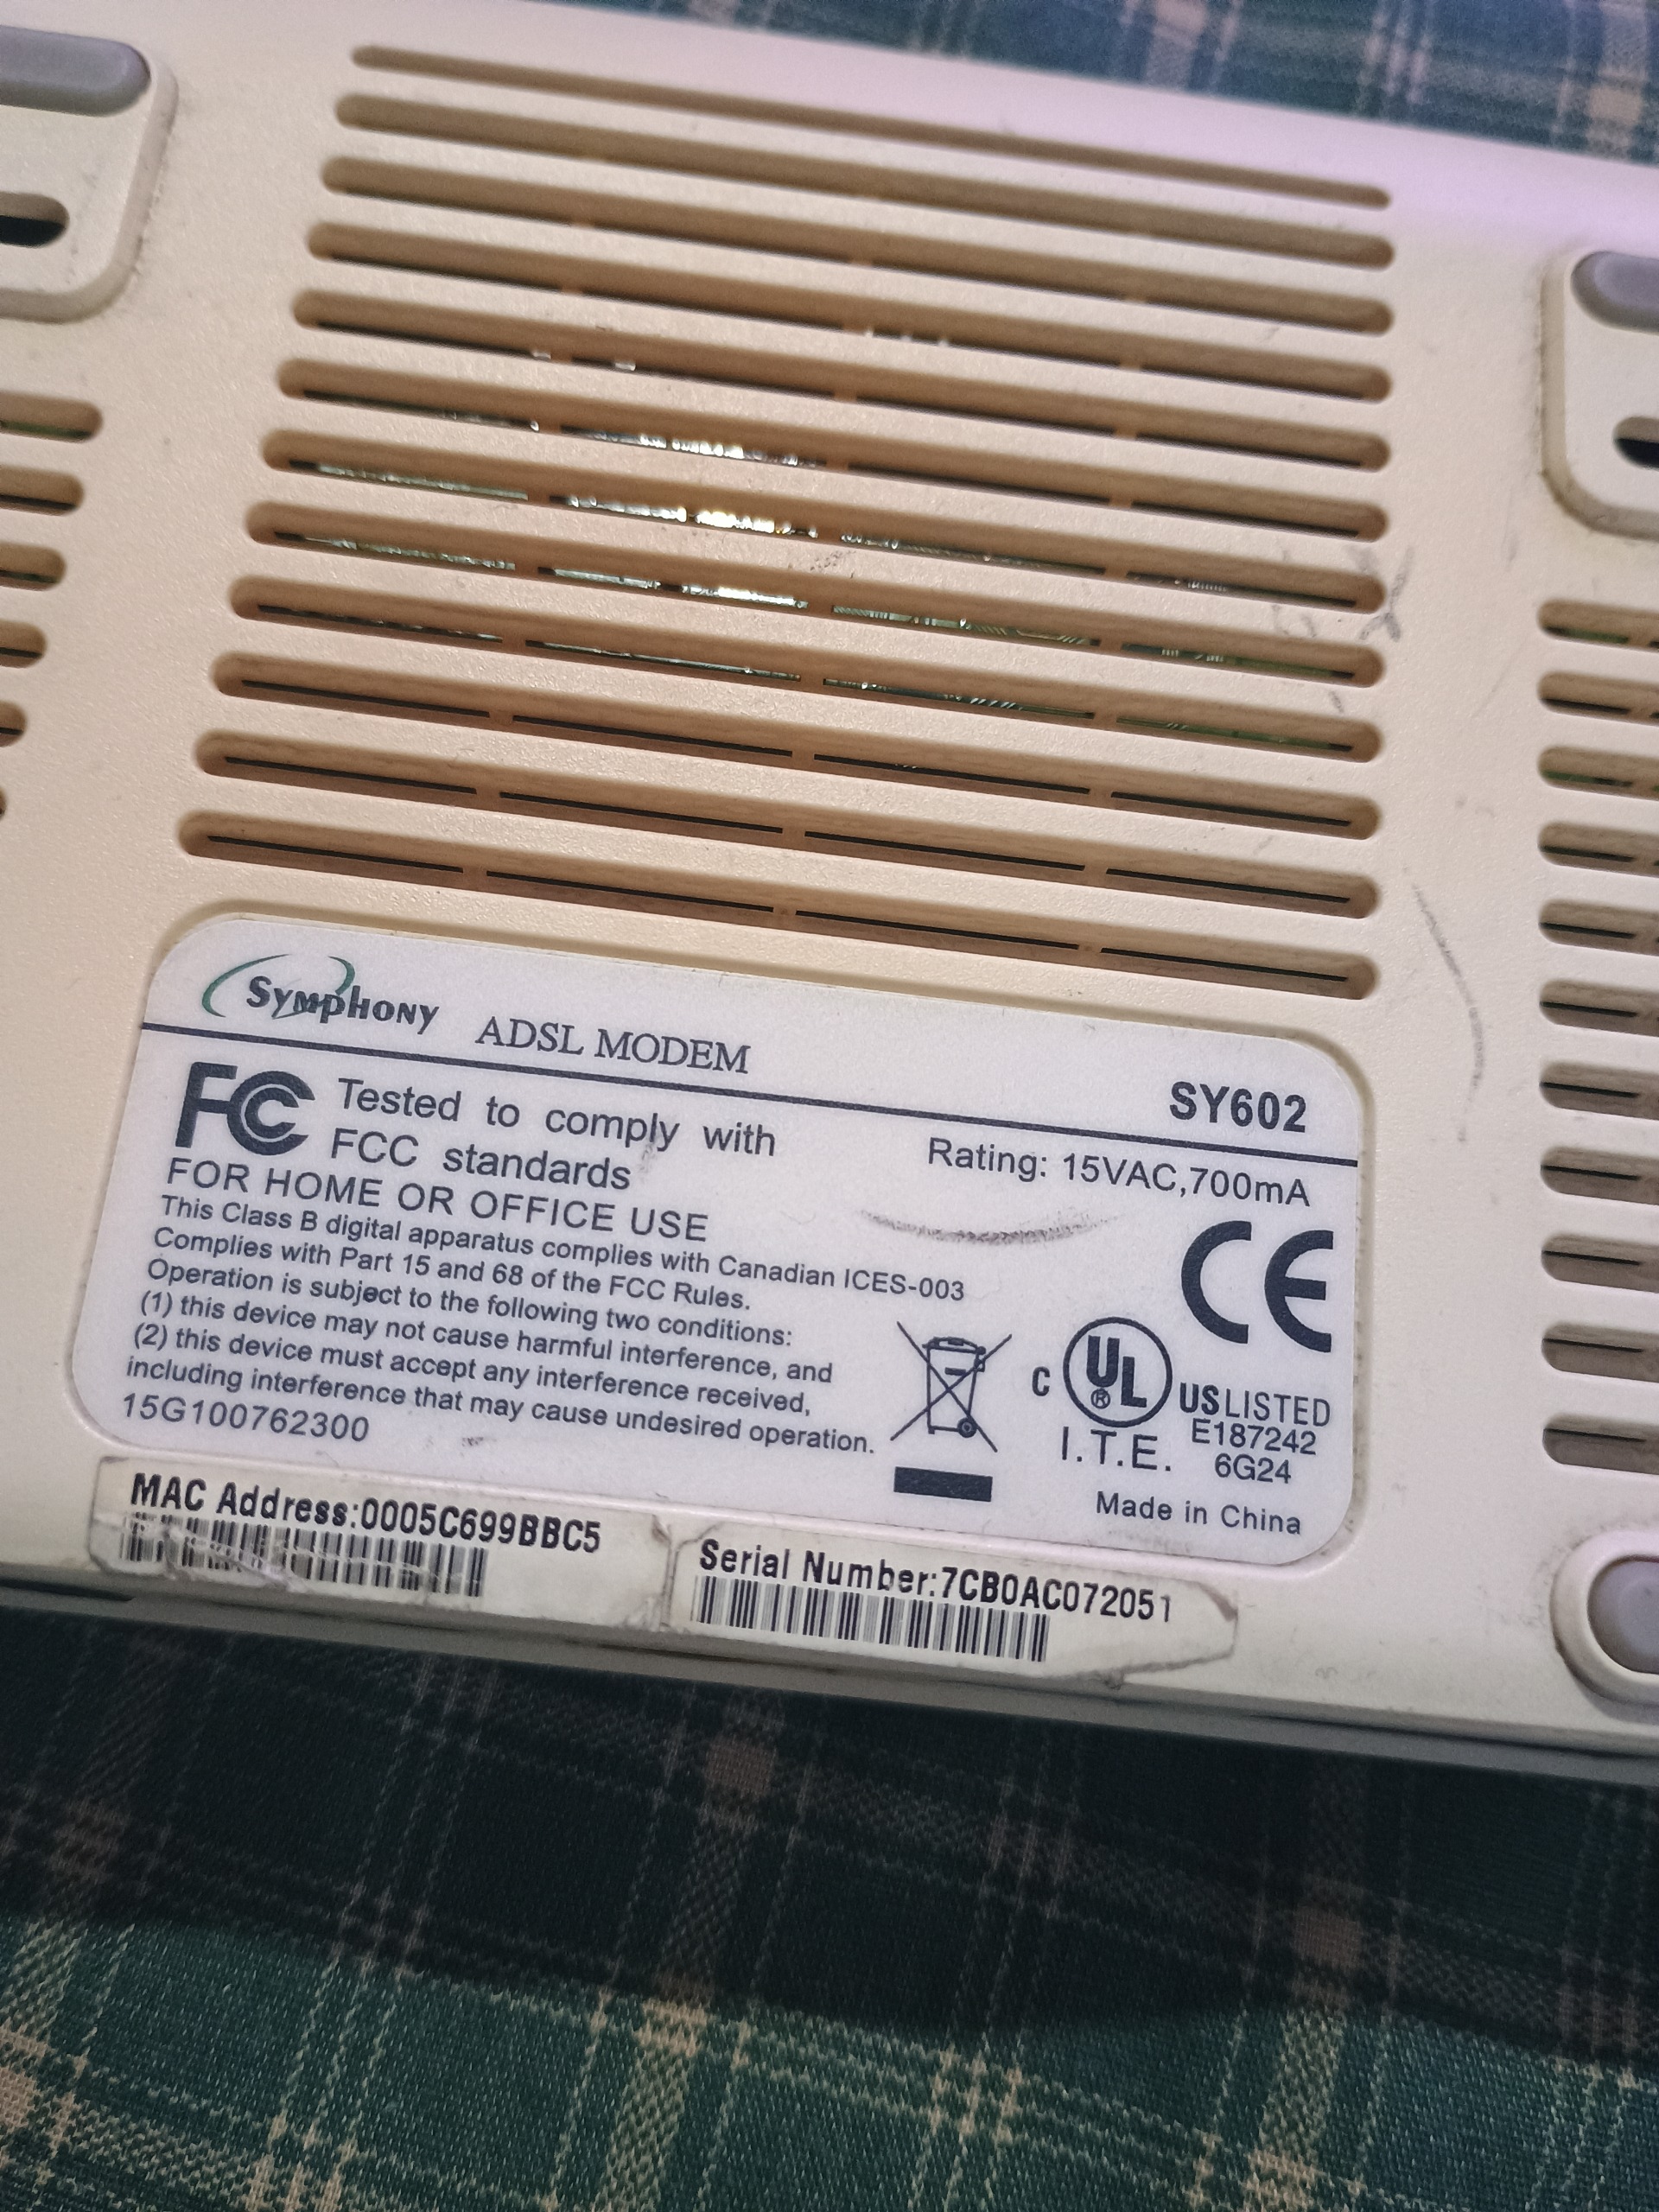 Symphony ADSL MODEM
SY602
FC Tested to comply with
FCC standards
Rating: 15VAC,700mA
FOR HOME OR OFFICE USE
This Class B digital apparatus complies with Canadian ICES-003
Complies with Part 15 and 68 of the FCC Rules.
Operation is subject to the following two conditions:
(1) this device may not cause harmful interference, and
(2) this device must accept any interference received,
including interference that may cause undesired operation.
15G100762300
CE
C UL ® US LISTED
I.T.E. E187242
6G24
Made in China
MAC Address:0005C699BBC5
Serial Number:7CB0AC072051